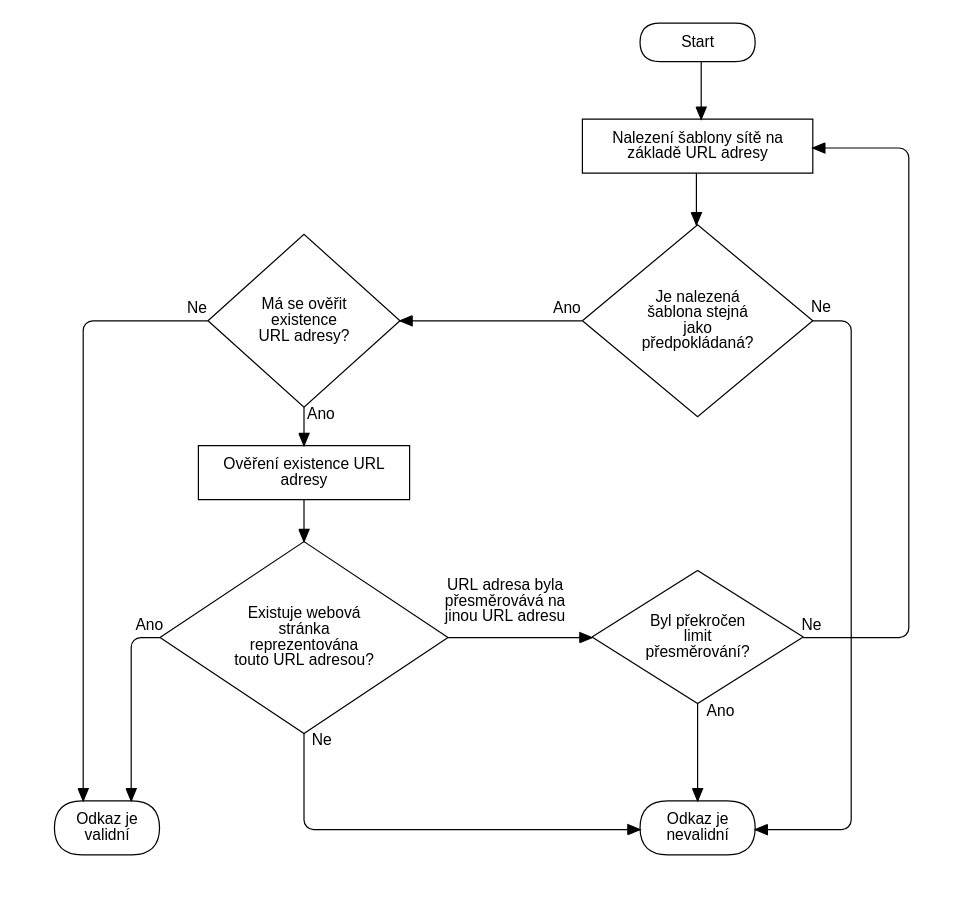 Start
Nalezení šablony sítě na
základě URL adresy
Má se ověřit
existence
URL adresy?
Ne
Ano
Je nalezená
šablona stejná
jako
předpokládaná?
Ne
Ano
Ověření existence URL
adresy
Existuje webová
stránka
reprezentována
touto URL adresou?
Ano
URL adresa byla
přesměrovává na
jinou URL adresu
Byl překročen
limit
přesměrování?
Ne
Ano
Ne
Odkaz je
validní
Odkaz je
nevalidní